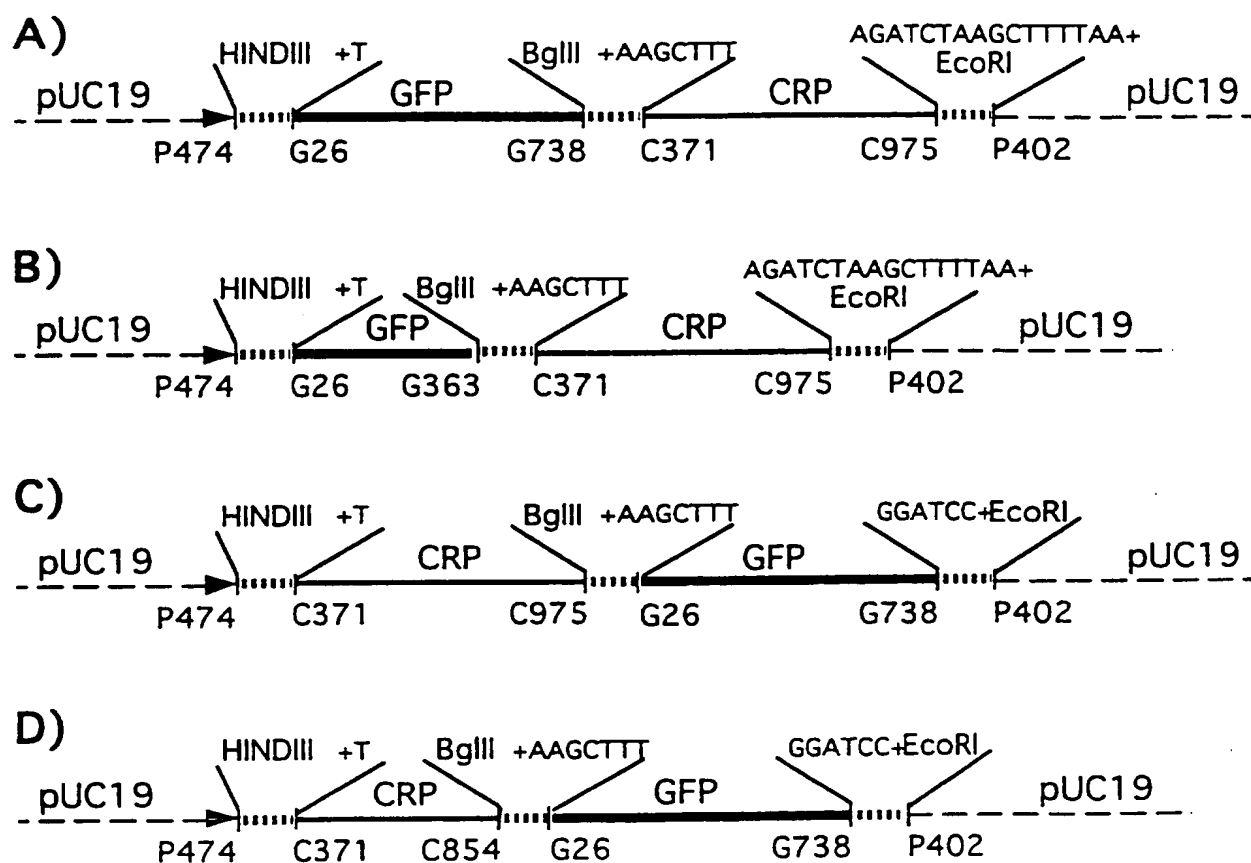 A)
HINDIII +T
BglII +AAGCTTT
AGATCTAAGCTTTTAA+
EcoRI
pUC19
GFP
CRP
pUC19
P474 G26 G738 C371 C975 P402
B)
HINDIII +T
BglII +AAGCTTT
AGATCTAAGCTTTTAA+
EcoRI
pUC19
GFP
CRP
pUC19
P474 G26 G363 C371 C975 P402
C)
HINDIII +T
BglII +AAGCTTT
GGATCC+EcoRI
pUC19
CRP
GFP
pUC19
P474 C371 C975 G26 G738 P402
D)
HINDIII +T
BglII +AAGCTTT
GGATCC+EcoRI
pUC19
CRP
GFP
pUC19
P474 C371 C854 G26 G738 P402